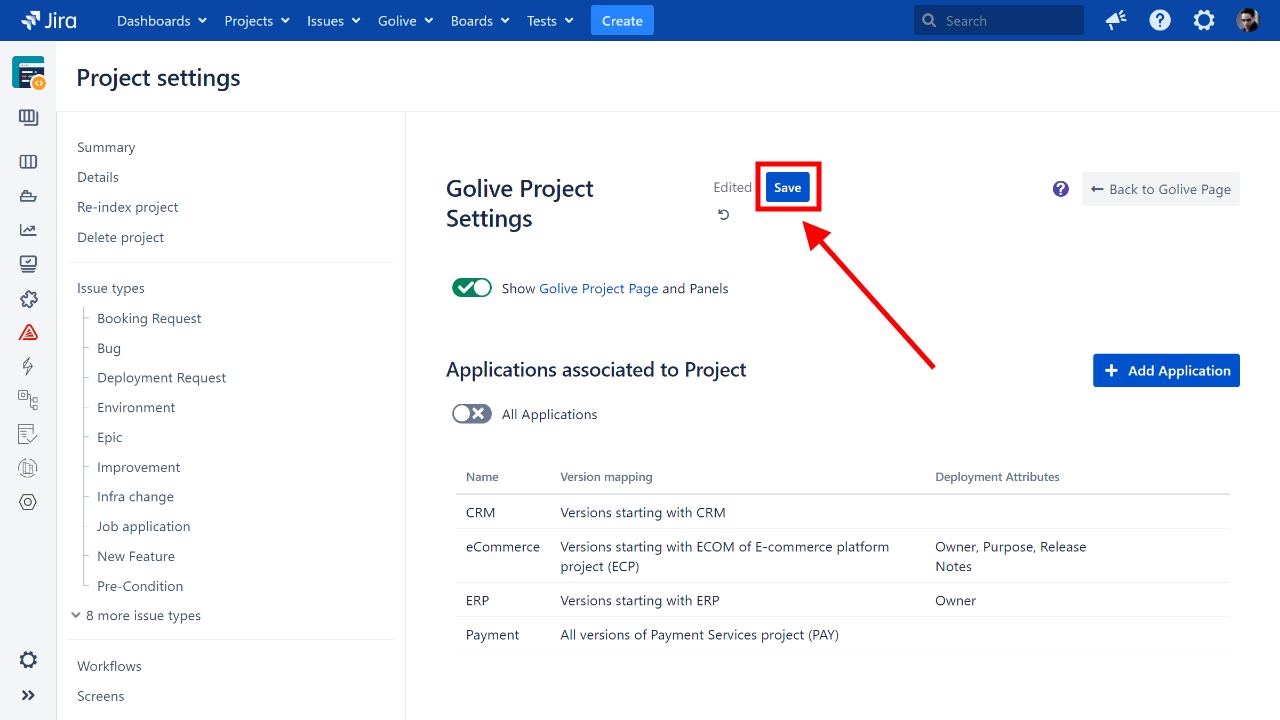 Jira
Dashboards
Projects
Issues
Golive
Boards
Tests
Create
Search
Project settings
Summary
Details
Re-index project
Delete project
Issue types
Booking Request
Bug
Deployment Request
Environment
Epic
Improvement
Infra change
Job application
New Feature
Pre-Condition
8 more issue types
Workflows
Screens
Golive Project
Settings
Edited
Save
Back to Golive Page
Show Golive Project Page and Panels
Applications associated to Project
Add Application
All Applications
Name Version mapping Deployment Attributes
CRM Versions starting with CRM
eCommerce Versions starting with ECOM of E-commerce platform Owner, Purpose, Release
project (ECP) Notes
ERP Versions starting with ERP Owner
Payment All versions of Payment Services project (PAY)